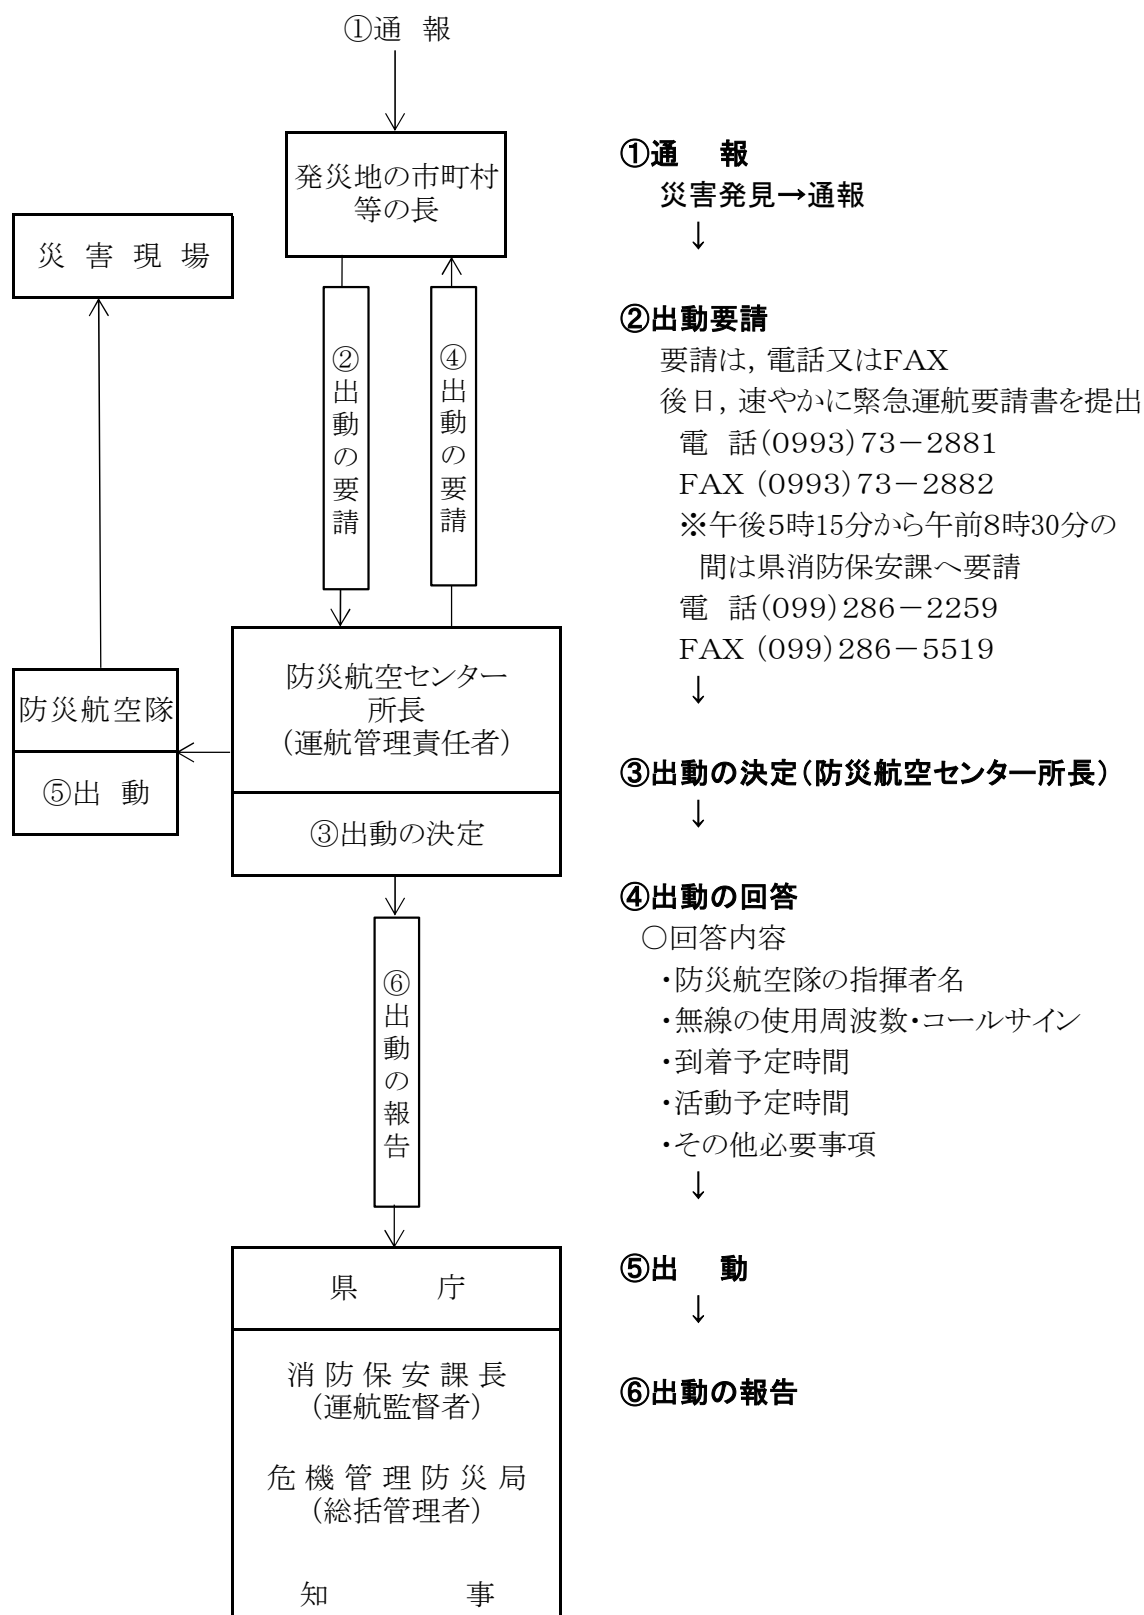 ①通 報
発災地の市町村
等の長
災 害 現 場
②出動の要請
④出動の要請
防災航空センター
所長
（運航管理責任者）
③出動の決定
防災航空隊
⑤出 動
⑥出動の報告
県 庁
消 防 保 安 課 長
（運航監督者）
危 機 管 理 防 災 局
（総括管理者）
知 事
①通 報
災害発見→通報
↓
②出動要請
要請は，電話又はFAX
後日，速やかに緊急運航要請書を提出
電 話（0993）73－2881
FAX （0993）73－2882
※午後5時15分から午前8時30分の
間は県消防保安課へ要請
電 話（099）286－2259
FAX （099）286－5519
↓
③出動の決定（防災航空センター所長）
↓
④出動の回答
○回答内容
・防災航空隊の指揮者名
・無線の使用周波数・コールサイン
・到着予定時間
・活動予定時間
・その他必要事項
↓
⑤出 動
↓
⑥出動の報告